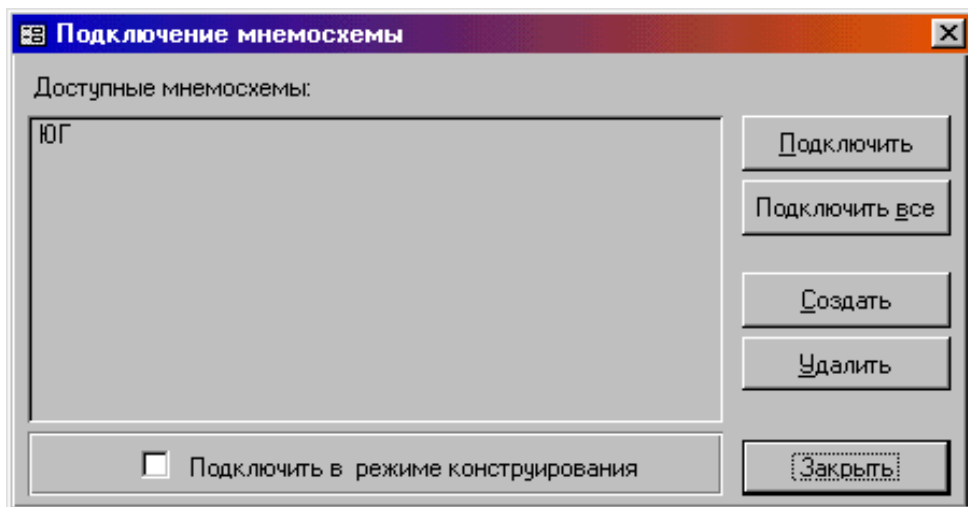 Подключение мнемосхемы
Доступные мнемосхемы:
ЮГ
Подключить
Подключить все
Создать
Удалить
Подключить в режиме конструирования
Закрыть